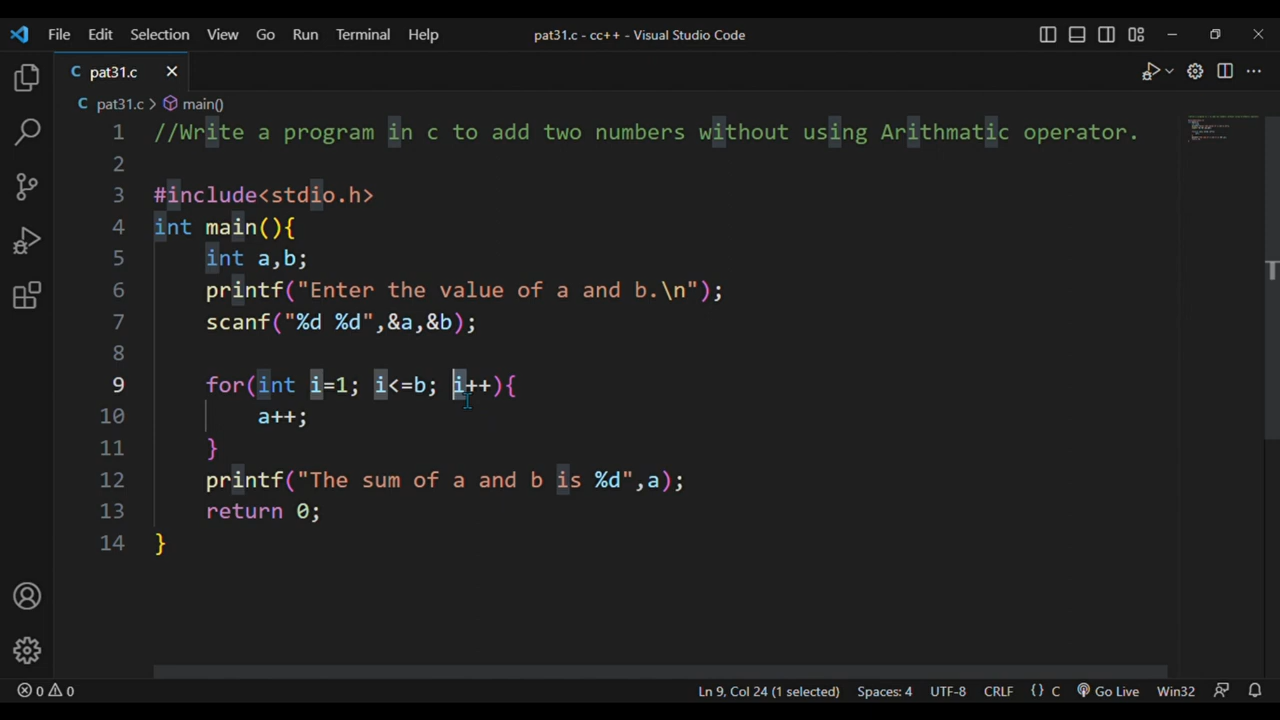 File Edit Selection View Go Run Terminal Help pat31.c - cc++ - Visual Studio Code
C pat31.c
C pat31.c > main()
1 //Write a program in c to add two numbers without using Arithmatic operator.
2
3 #include<stdio.h>
4 int main(){
5 int a,b;
6 printf("Enter the value of a and b.\n");
7 scanf("%d %d",&a,&b);
8
9 for(int i=1; i<=b; i++){
10 a++;
11 }
12 printf("The sum of a and b is %d",a);
13 return 0;
14 }
0 0 Ln 9, Col 24 (1 selected) Spaces: 4 UTF-8 CRLF {} C Go Live Win32